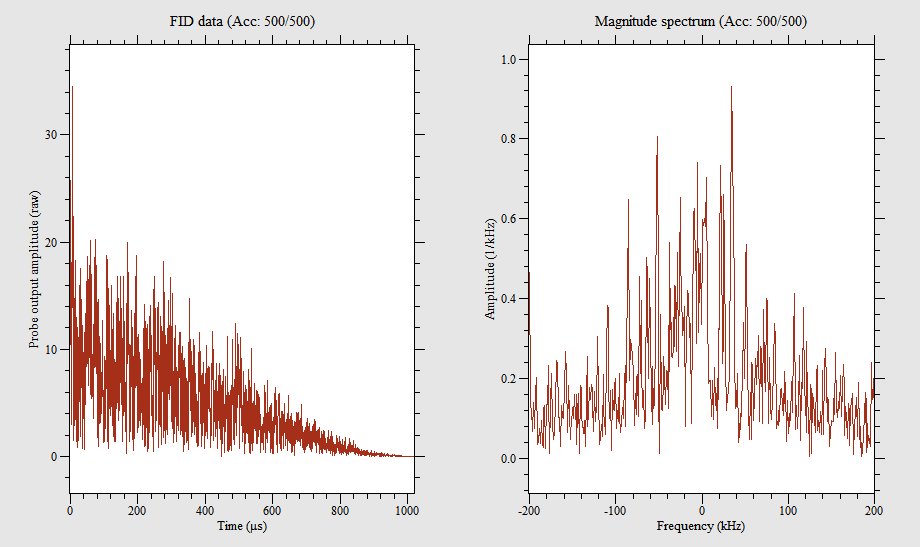 FID data (Acc: 500/500)
Probe output amplitude (raw)
30
20
10
0
0 200 400 600 800 1000
Time (µs)
Magnitude spectrum (Acc: 500/500)
Amplitude (1/kHz)
1.0
0.8
0.6
0.4
0.2
0.0
-200 -100 0 100 200
Frequency (kHz)